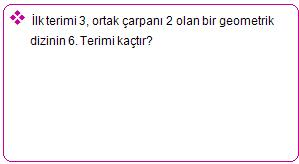 İlk terimi 3, ortak çarpanı 2 olan bir geometrik
dizinin 6. Terimi kaçtır?